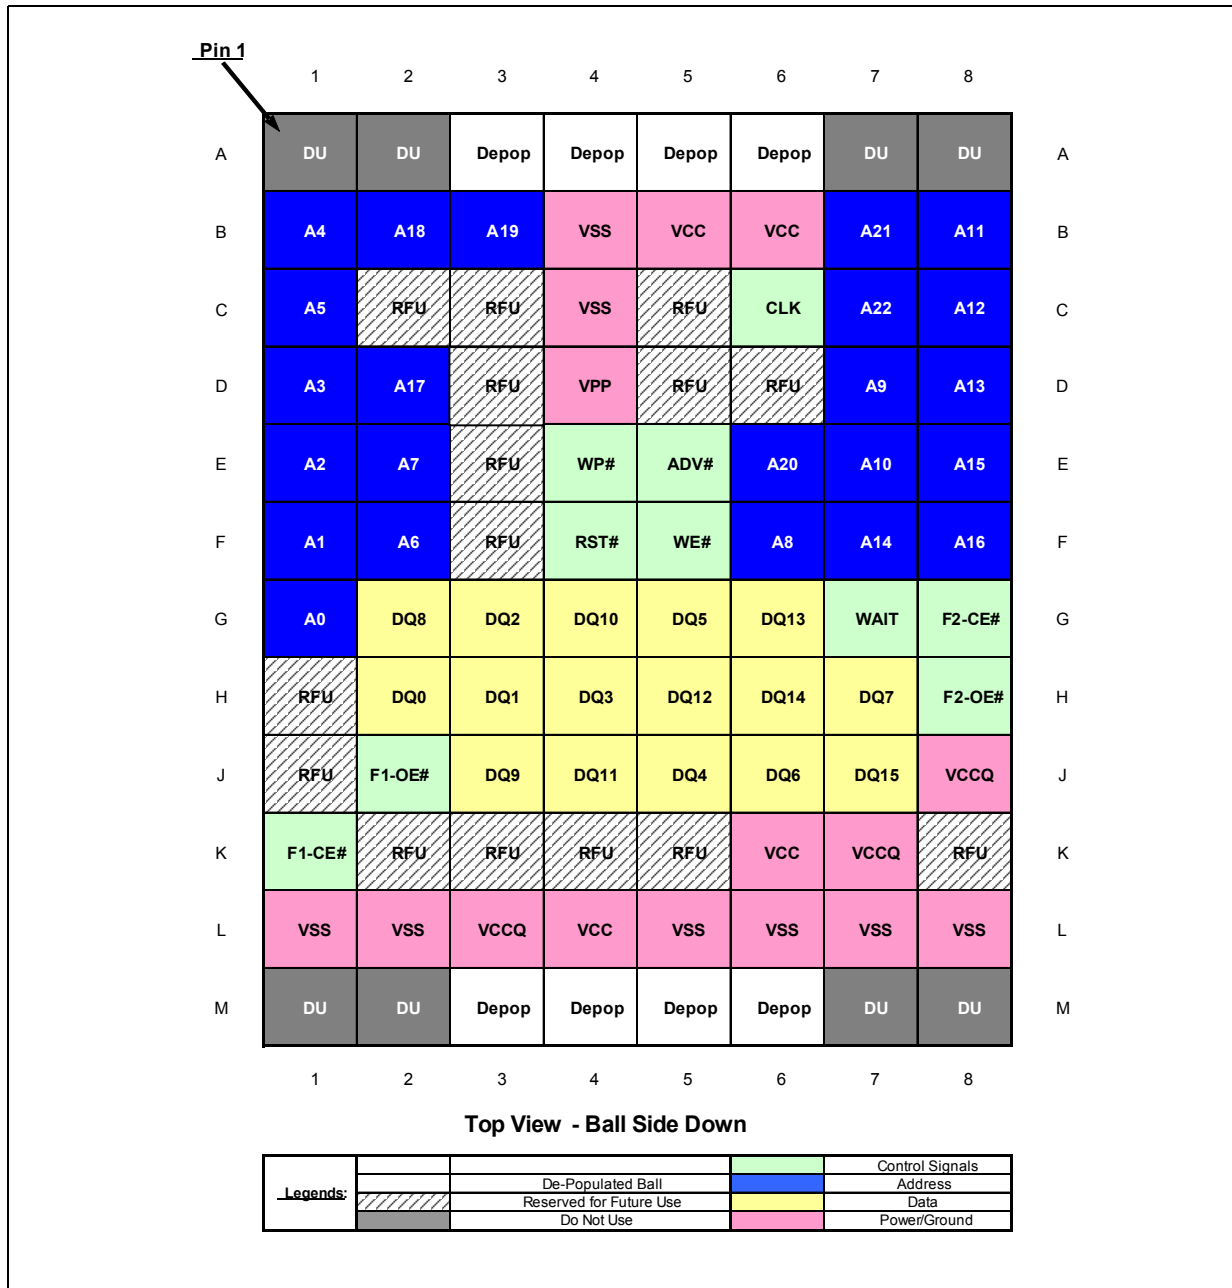 Pin 1
1 2 3 4 5 6 7 8
A DU DU Depop Depop Depop Depop DU DU A
B A4 A18 A19 VSS VCC VCC A21 A11 B
C A5 RFU RFU VSS RFU CLK A22 A12 C
D A3 A17 RFU VPP RFU RFU A9 A13 D
E A2 A7 RFU WP# ADV# A20 A10 A15 E
F A1 A6 RFU RST# WE# A8 A14 A16 F
G A0 DQ8 DQ2 DQ10 DQ5 DQ13 WAIT F2-CE# G
H RFU DQ0 DQ1 DQ3 DQ12 DQ14 DQ7 F2-OE# H
J RFU F1-OE# DQ9 DQ11 DQ4 DQ6 DQ15 VCCQ J
K F1-CE# RFU RFU RFU RFU VCC VCCQ RFU K
L VSS VSS VCCQ VCC VSS VSS VSS VSS L
M DU DU Depop Depop Depop Depop DU DU M
1 2 3 4 5 6 7 8
Top View - Ball Side Down
Legends:
Control Signals
De-Populated Ball Address
Reserved for Future Use Data
Do Not Use Power/Ground